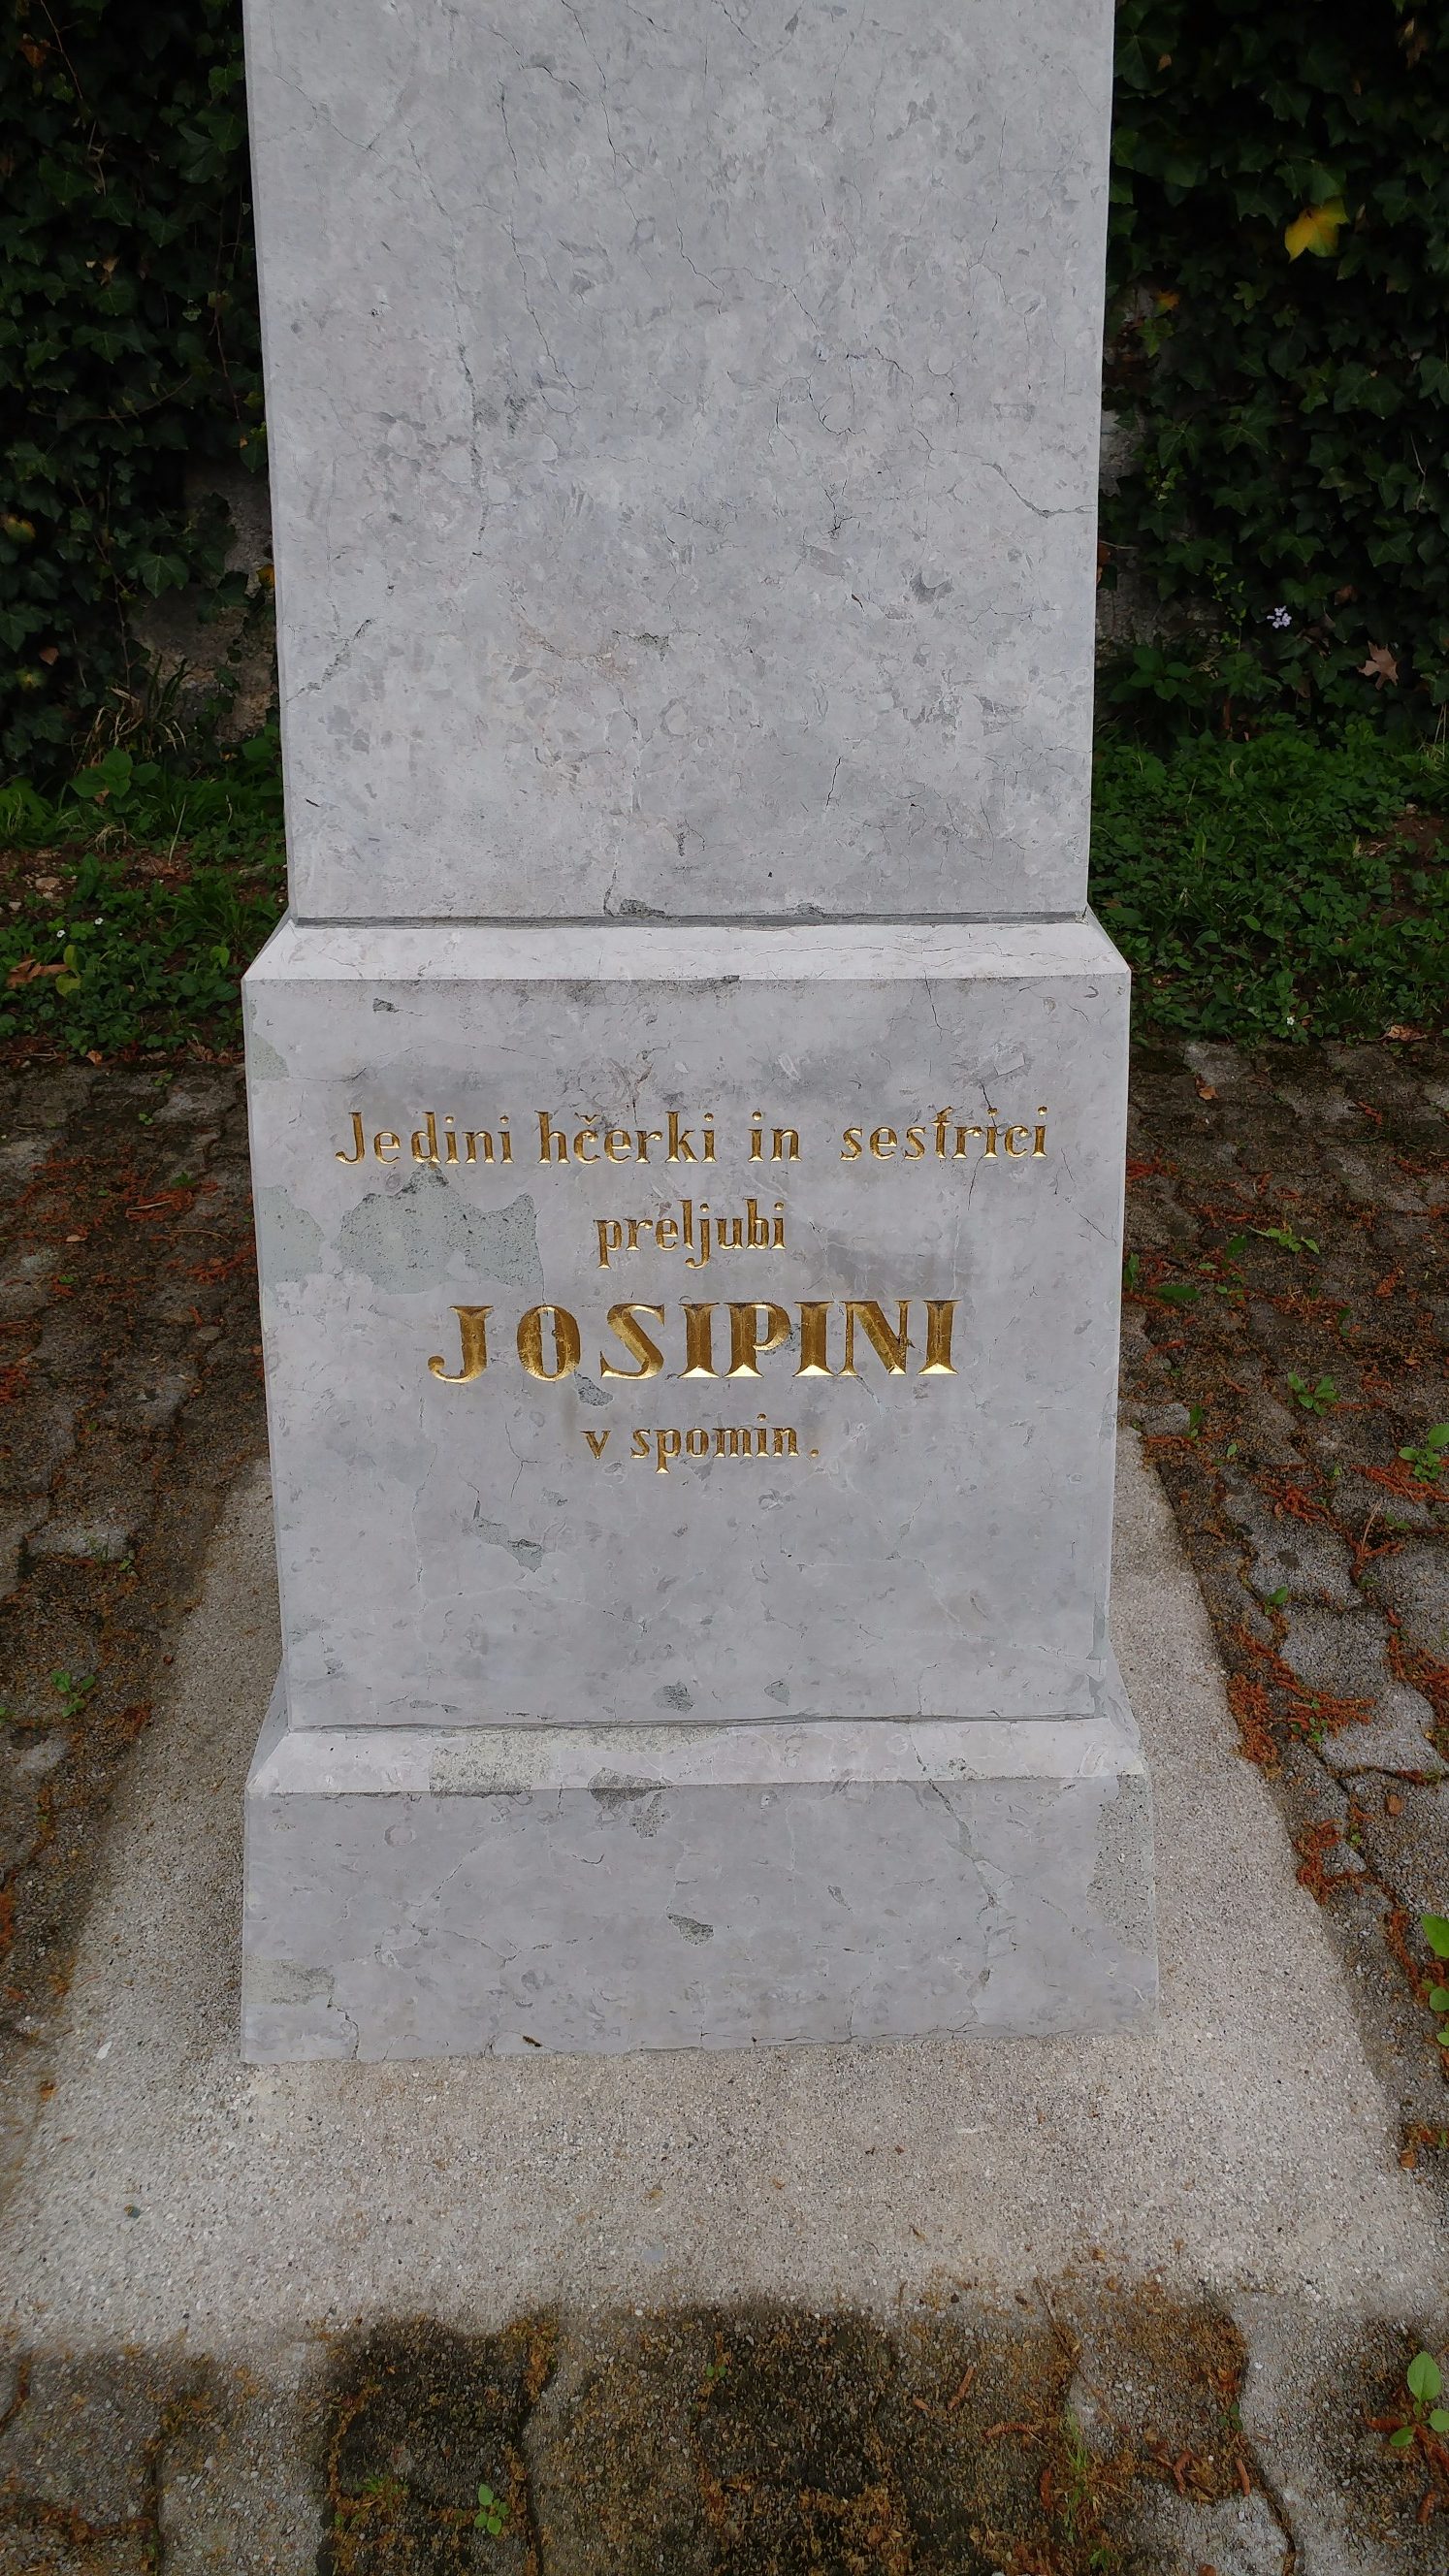 Jedini hčerki in sestrici
preljubi
JOSIPINI
v spomin.